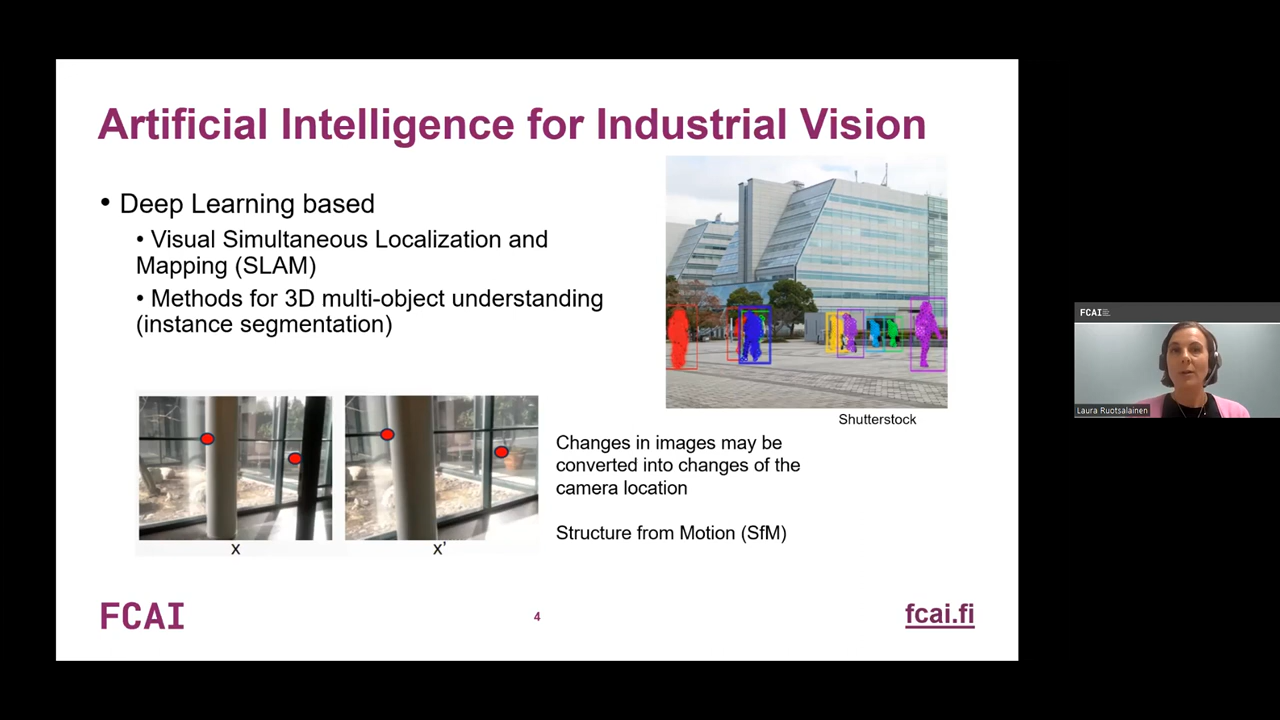 Artificial Intelligence for Industrial Vision
• Deep Learning based
• Visual Simultaneous Localization and
Mapping (SLAM)
• Methods for 3D multi-object understanding
(instance segmentation)
Shutterstock
x
x’
Changes in images may be
converted into changes of the
camera location
Structure from Motion (SfM)
FCAI
4
fcai.fi
FCAI
Laura Ruotsalainen